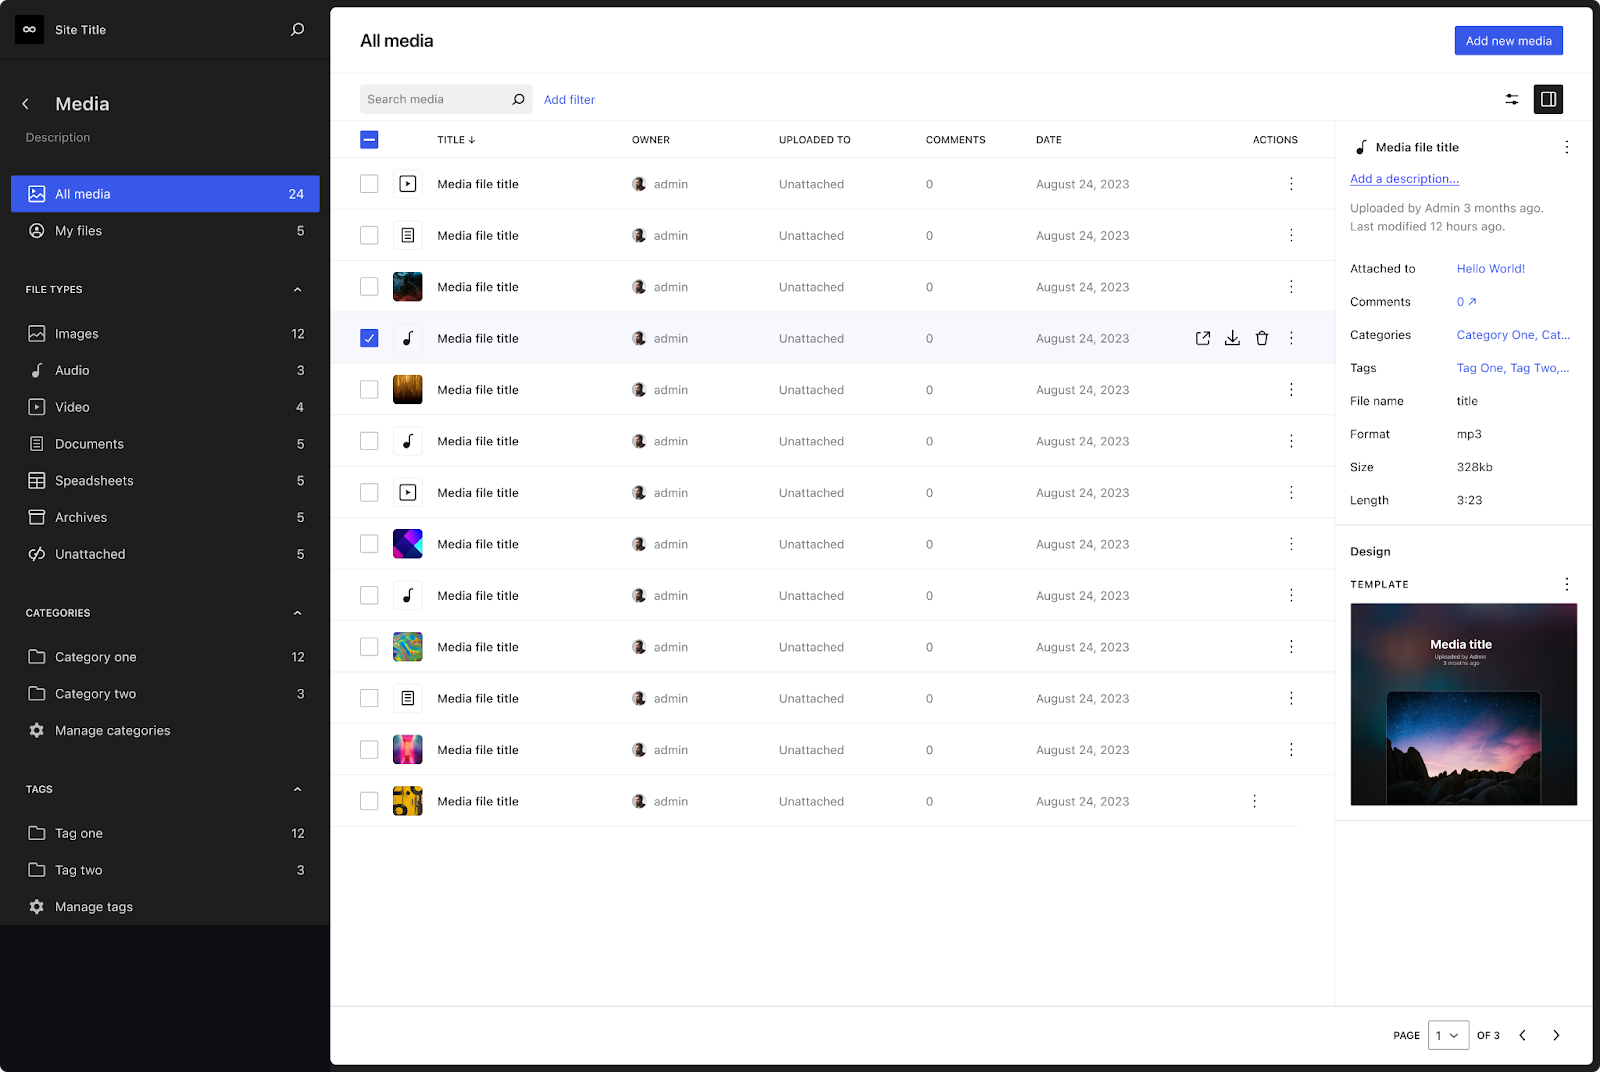 Site Title
Media
Description
All media 24
My files 5
FILE TYPES
Images 12
Audio 3
Video 4
Documents 5
Speadsheets 5
Archives 5
Unattached 5
CATEGORIES
Category one 12
Category two 3
Manage categories
TAGS
Tag one 12
Tag two 3
Manage tags
All media
Add new media
Search media
Add filter
TITLE ↓ OWNER UPLOADED TO COMMENTS DATE ACTIONS
Media file title admin Unattached 0 August 24, 2023
Media file title admin Unattached 0 August 24, 2023
Media file title admin Unattached 0 August 24, 2023
Media file title admin Unattached 0 August 24, 2023
Media file title admin Unattached 0 August 24, 2023
Media file title admin Unattached 0 August 24, 2023
Media file title admin Unattached 0 August 24, 2023
Media file title admin Unattached 0 August 24, 2023
Media file title admin Unattached 0 August 24, 2023
Media file title admin Unattached 0 August 24, 2023
Media file title admin Unattached 0 August 24, 2023
Media file title admin Unattached 0 August 24, 2023
Media file title admin Unattached 0 August 24, 2023
Media file title
Add a description...
Uploaded by Admin 3 months ago.
Last modified 12 hours ago.
Attached to Hello World!
Comments 0 ↗
Categories Category One, Cat...
Tags Tag One, Tag Two,...
File name title
Format mp3
Size 328kb
Length 3:23
Design
TEMPLATE
Media title
Uploaded by Admin
3 months ago
PAGE 1 OF 3